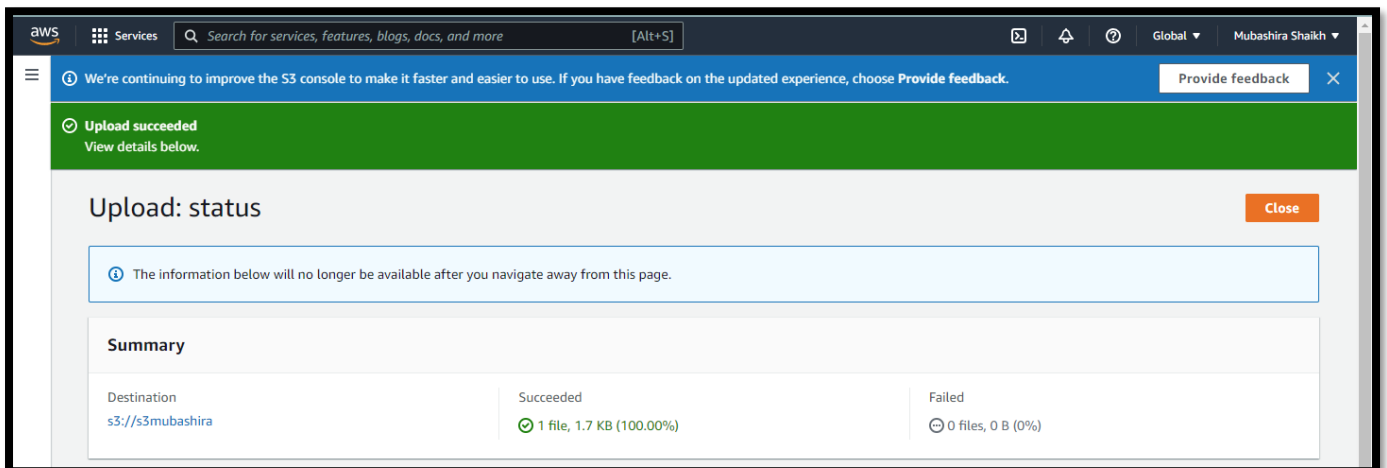 aws
Services
Search for services, features, blogs, docs, and more
[Alt+S]
Global
Mubashira Shaikh
We're continuing to improve the S3 console to make it faster and easier to use. If you have feedback on the updated experience, choose Provide feedback.
Provide feedback
Upload succeeded
View details below.
Upload: status
Close
The information below will no longer be available after you navigate away from this page.
Summary
Destination
s3://s3mubashira
Succeeded
1 file, 1.7 KB (100.00%)
Failed
0 files, 0 B (0%)